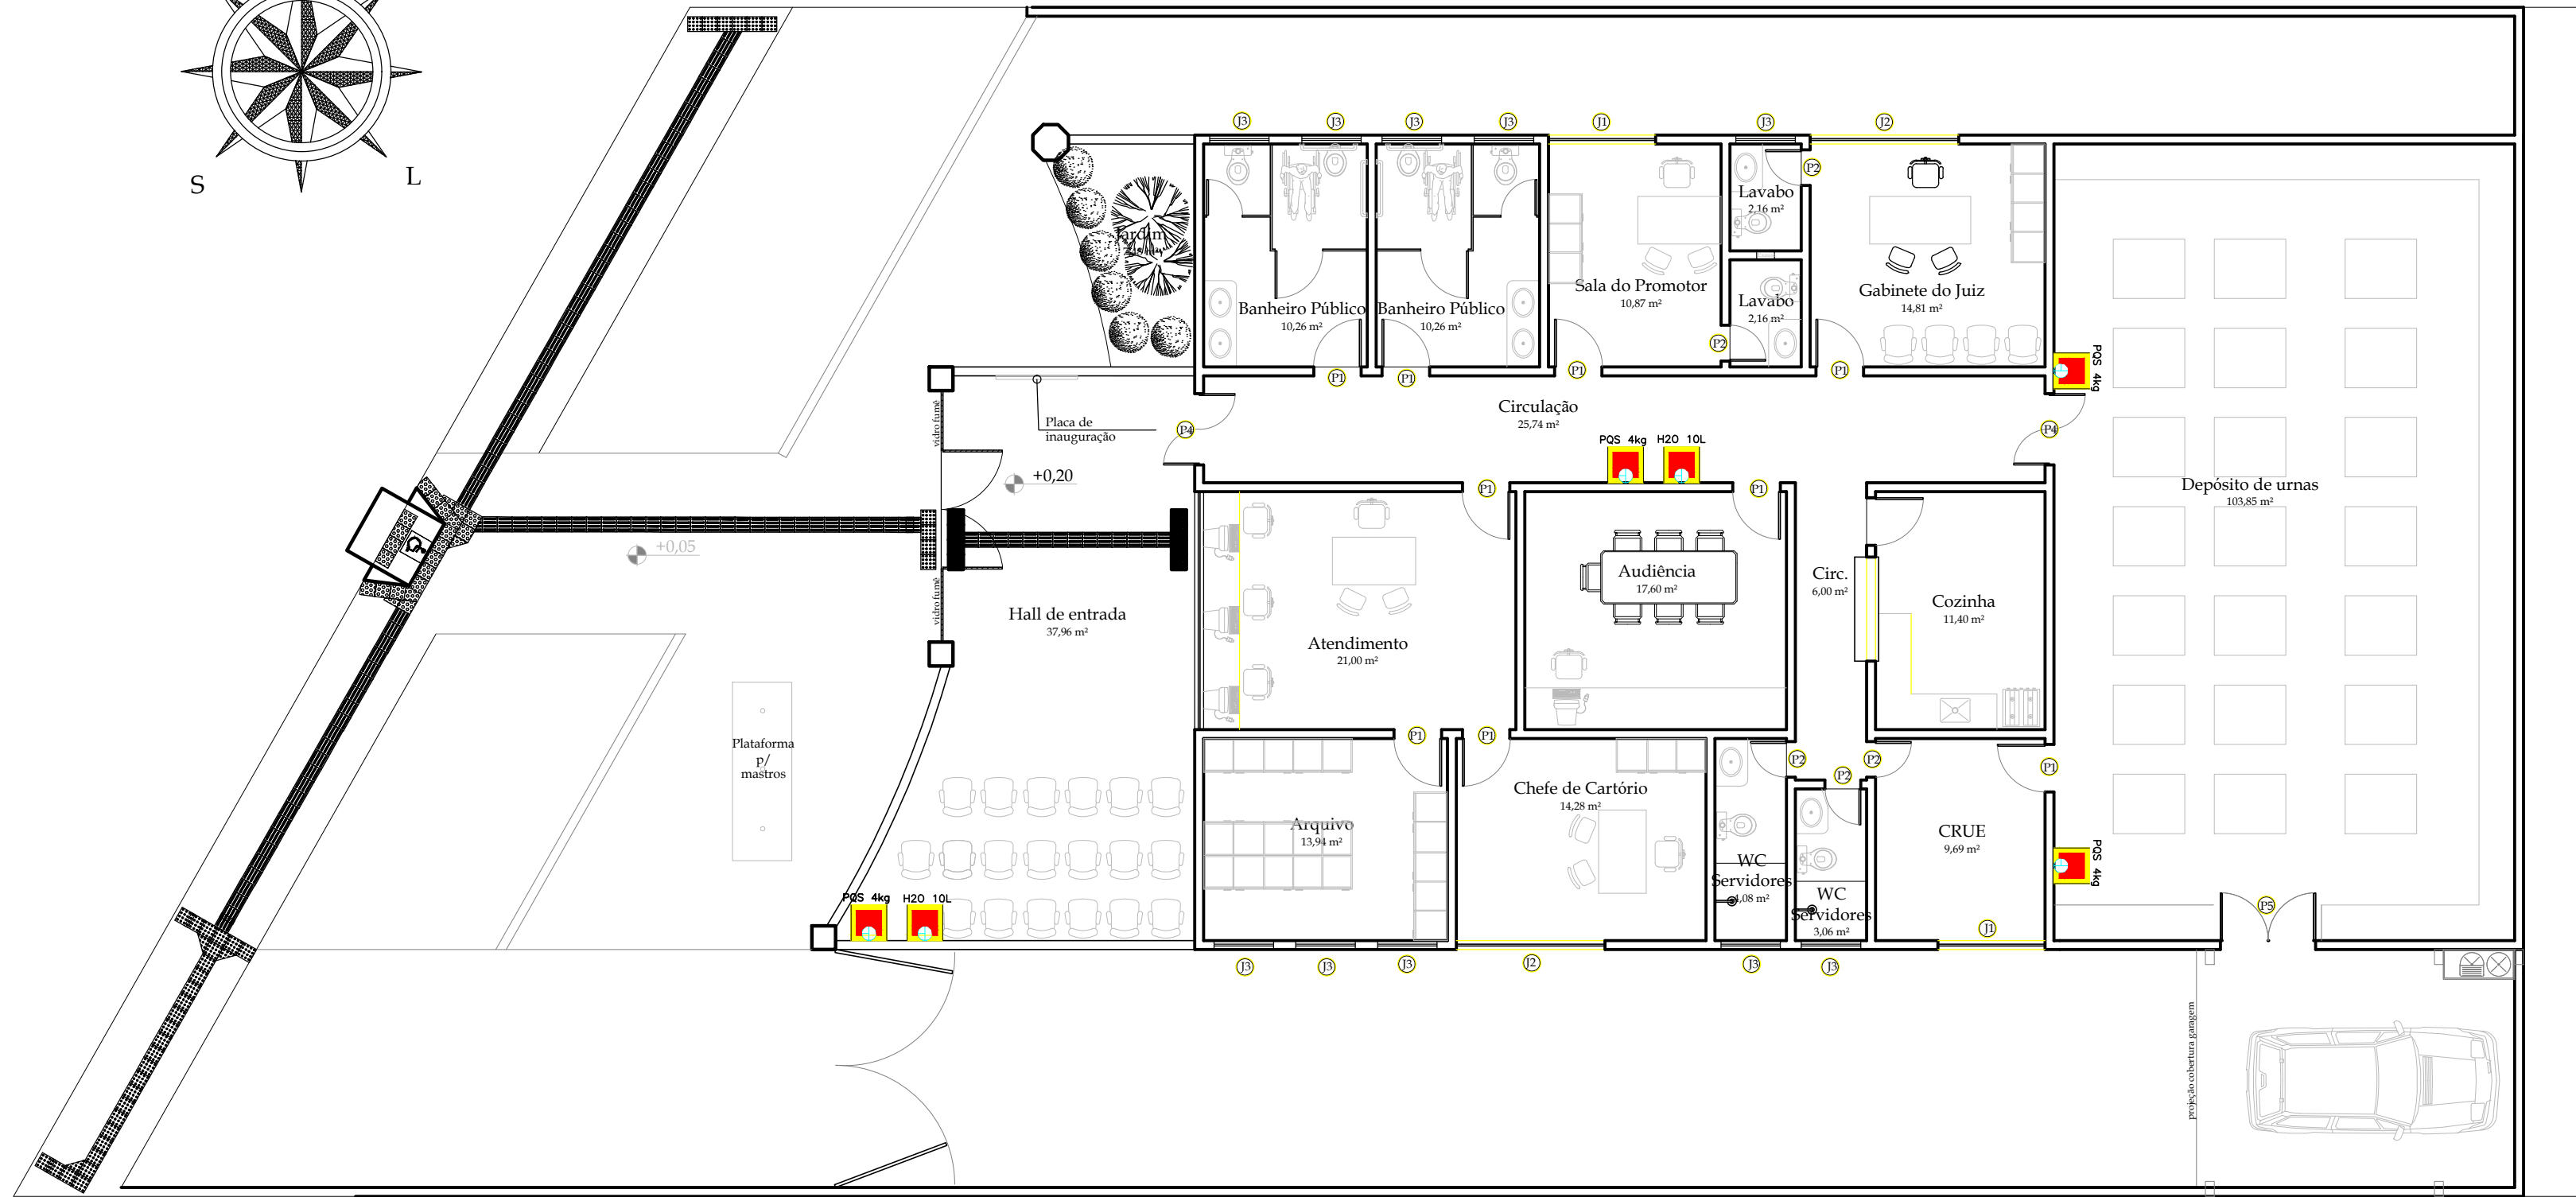 S
L
J3
J3
J3
J3
J1
J3
J2
P2
Lavabo
2,16 m²
Jardim
Banheiro Público
10,26 m²
Banheiro Público
10,26 m²
Sala do Promotor
10,87 m²
Lavabo
2,16 m²
Gabinete do Juiz
14,81 m²
P2
P1
P1
P1
P1
PQS 4kg
vidro fumê
Placa de
inauguração
P4
Circulação
25,74 m²
P4
PQS 4kg
H2O 10L
+0,20
P1
P1
Depósito de urnas
103,85 m²
+0,05
vidro fumê
Hall de entrada
37,96 m²
Atendimento
21,00 m²
Audiência
17,60 m²
Circ.
6,00 m²
Cozinha
11,40 m²
Plataforma
p/
mastros
P1
P1
P2
P2
P2
P1
Arquivo
13,94 m²
Chefe de Cartório
14,28 m²
WC
Servidores
4,08 m²
WC
Servidores
3,06 m²
CRUE
9,69 m²
PQS 4kg
PQS 4kg
H2O 10L
P5
J3
J3
J3
J2
J3
J3
J1
projeção cobertura garagem